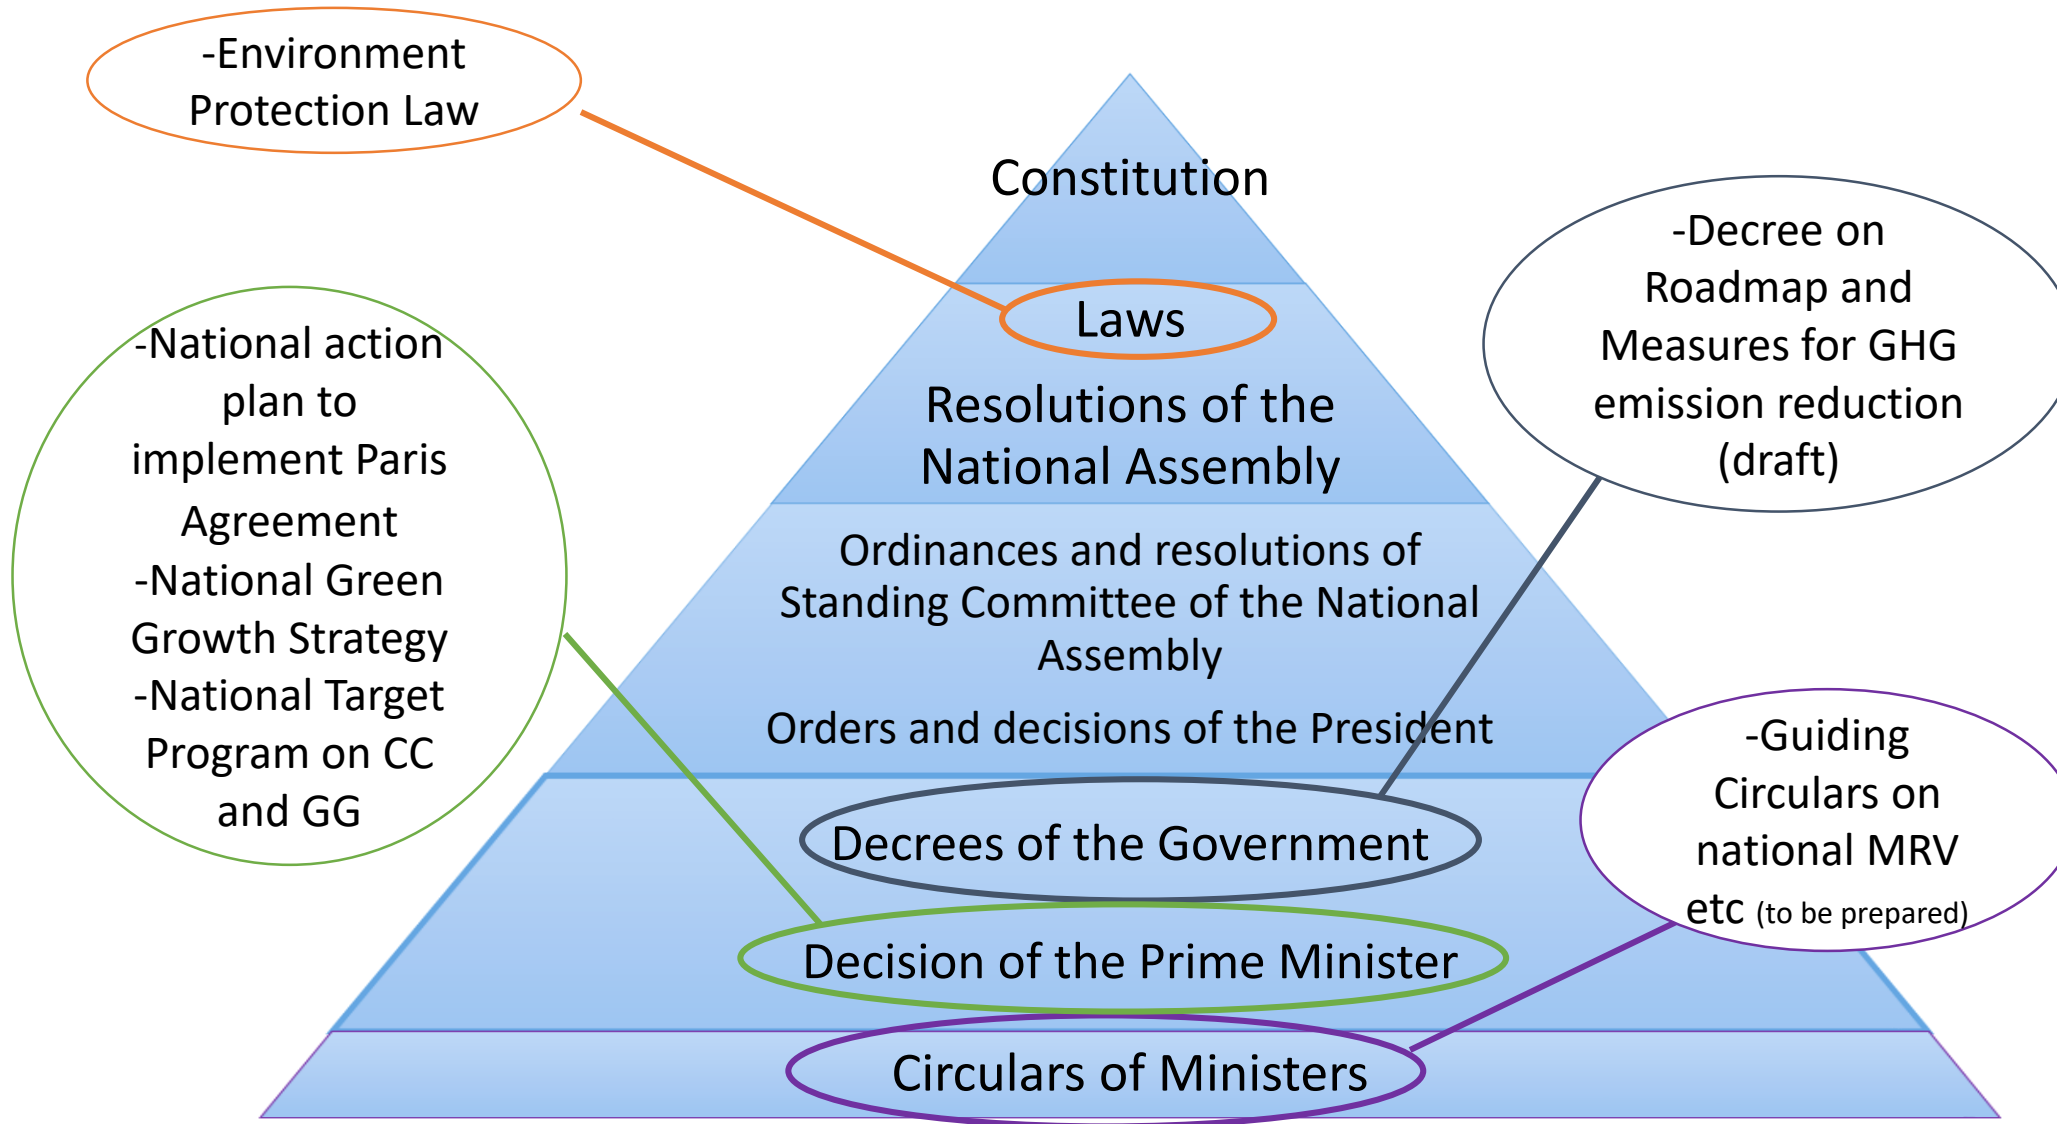 -Environment
Protection Law
Constitution
Laws
Resolutions of the
National Assembly
Ordinances and resolutions of
Standing Committee of the National
Assembly
Orders and decisions of the President
Decrees of the Government
Decision of the Prime Minister
Circulars of Ministers
-National action
plan to
implement Paris
Agreement
-National Green
Growth Strategy
-National Target
Program on CC
and GG
-Decree on
Roadmap and
Measures for GHG
emission reduction
(draft)
-Guiding
Circulars on
national MRV
etc (to be prepared)